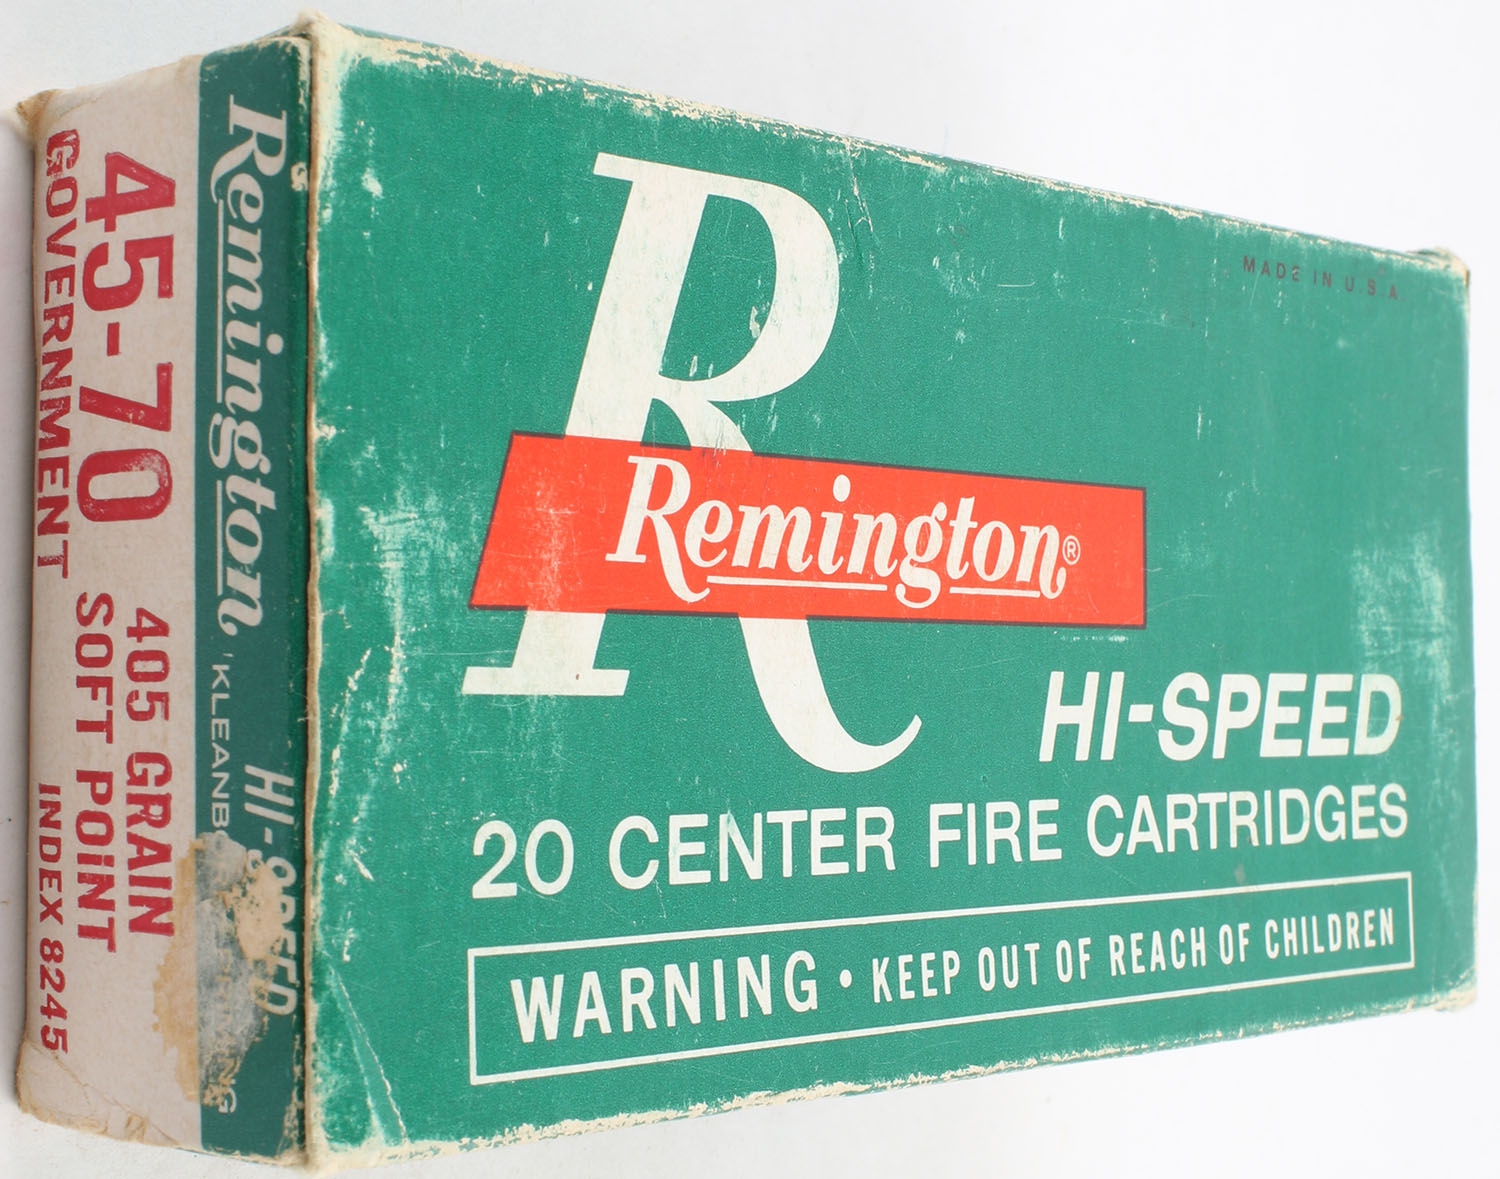 MADE IN U.S.A.
R
Remington®
HI-SPEED
20 CENTER FIRE CARTRIDGES
WARNING • KEEP OUT OF REACH OF CHILDREN
Remington HI-SPEED
45-70 405 GRAIN
GOVERNMENT SOFT POINT
INDEX 8245